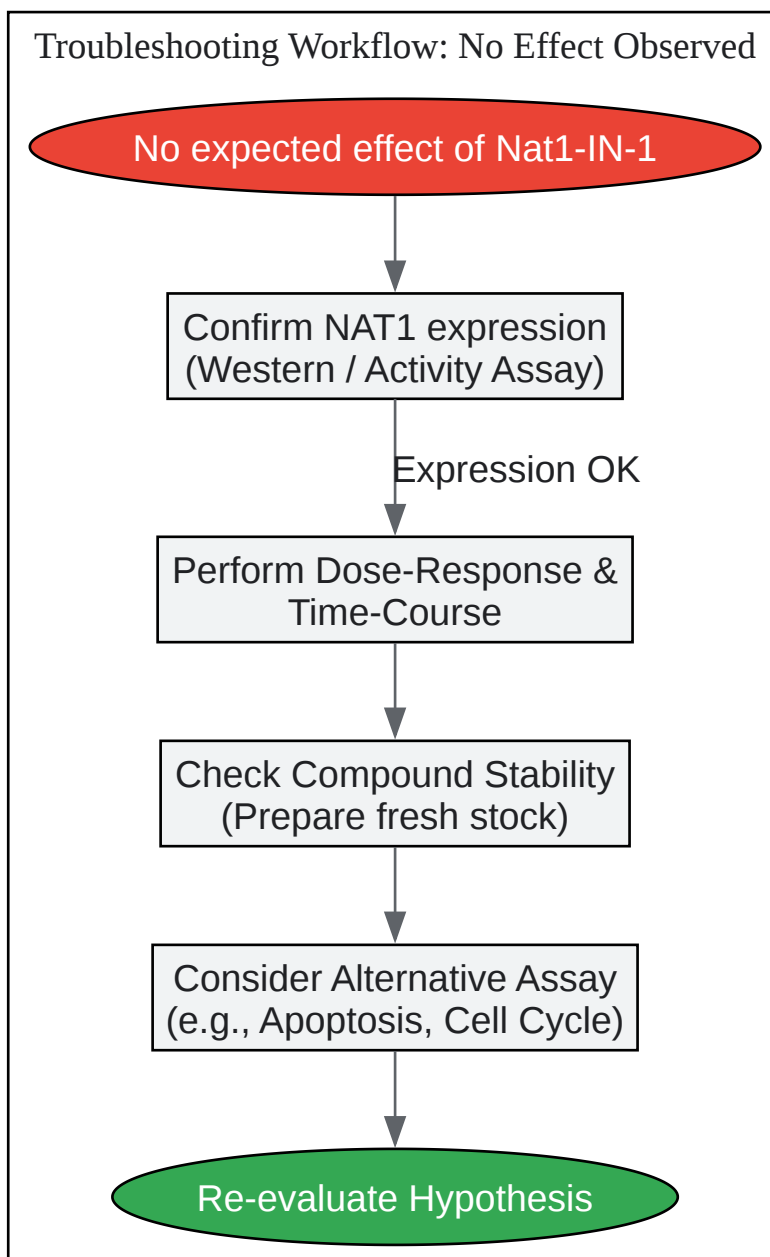 Troubleshooting Workflow: No Effect Observed
No expected effect of Nat1-IN-1
Confirm NAT1 expression
(Western / Activity Assay)
Expression OK
Perform Dose-Response &
Time-Course
Check Compound Stability
(Prepare fresh stock)
Consider Alternative Assay
(e.g., Apoptosis, Cell Cycle)
Re-evaluate Hypothesis